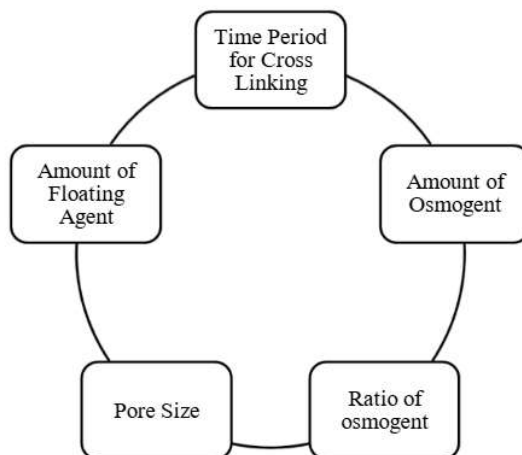 Time Period
for Cross
Linking
Amount of
Osmogent
Ratio of
osmogent
Pore Size
Amount of
Floating
Agent